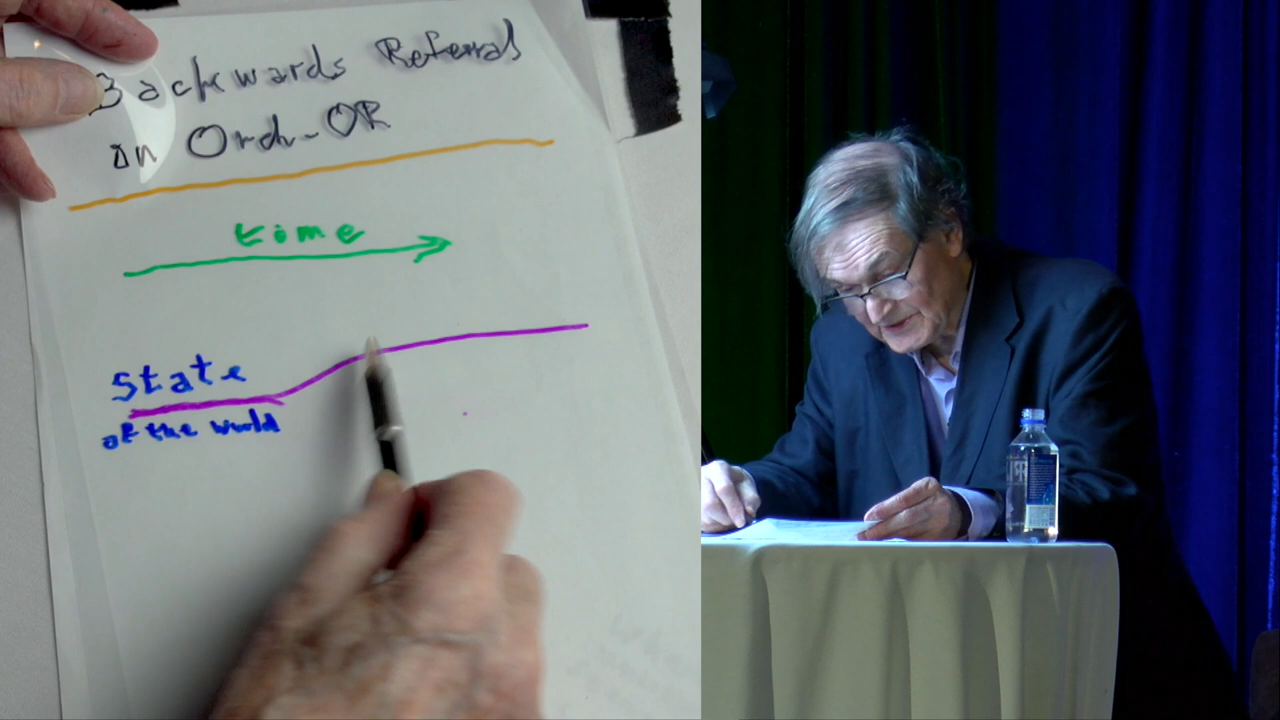 Backwards Referral
in Orch-OR
time
State
of the world